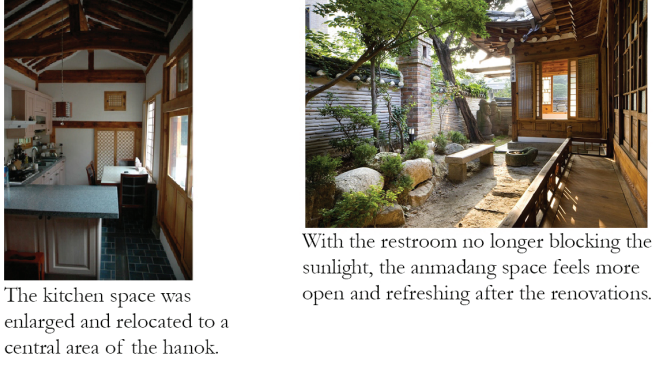 The kitchen space was
enlarged and relocated to a
central area of the hanok.
With the restroom no longer blocking the
sunlight, the anmadang space feels more
open and refreshing after the renovations.